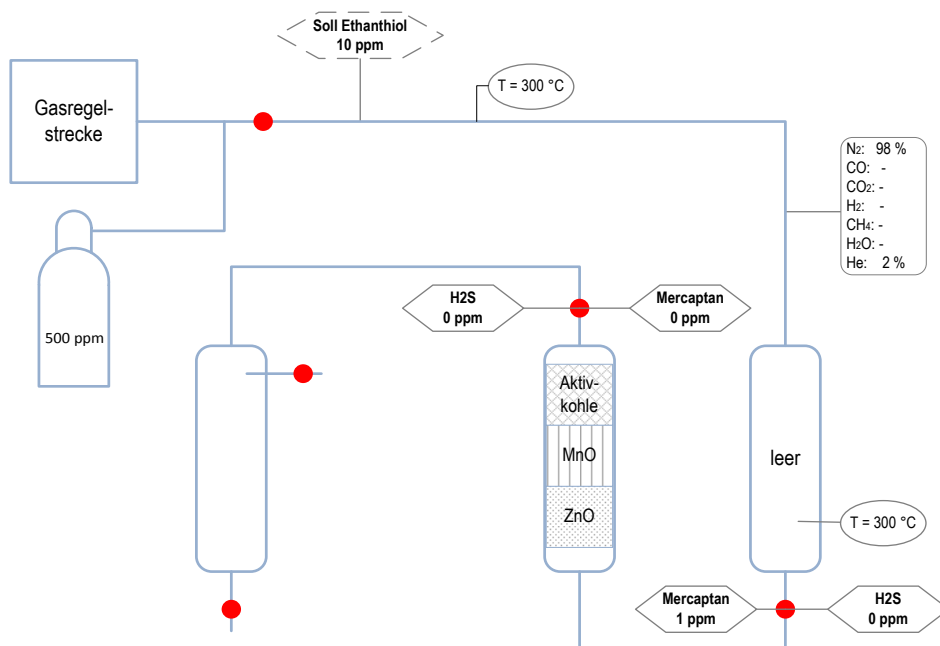 Soll Ethanthiol
10 ppm
T = 300 °C
Gasregel-
strecke
N2: 98 %
CO: -
CO2: -
H2: -
CH4: -
H2O: -
He: 2 %
500 ppm
H2S
0 ppm
Mercaptan
0 ppm
Aktiv-
kohle
MnO
ZnO
leer
T = 300 °C
Mercaptan
1 ppm
H2S
0 ppm